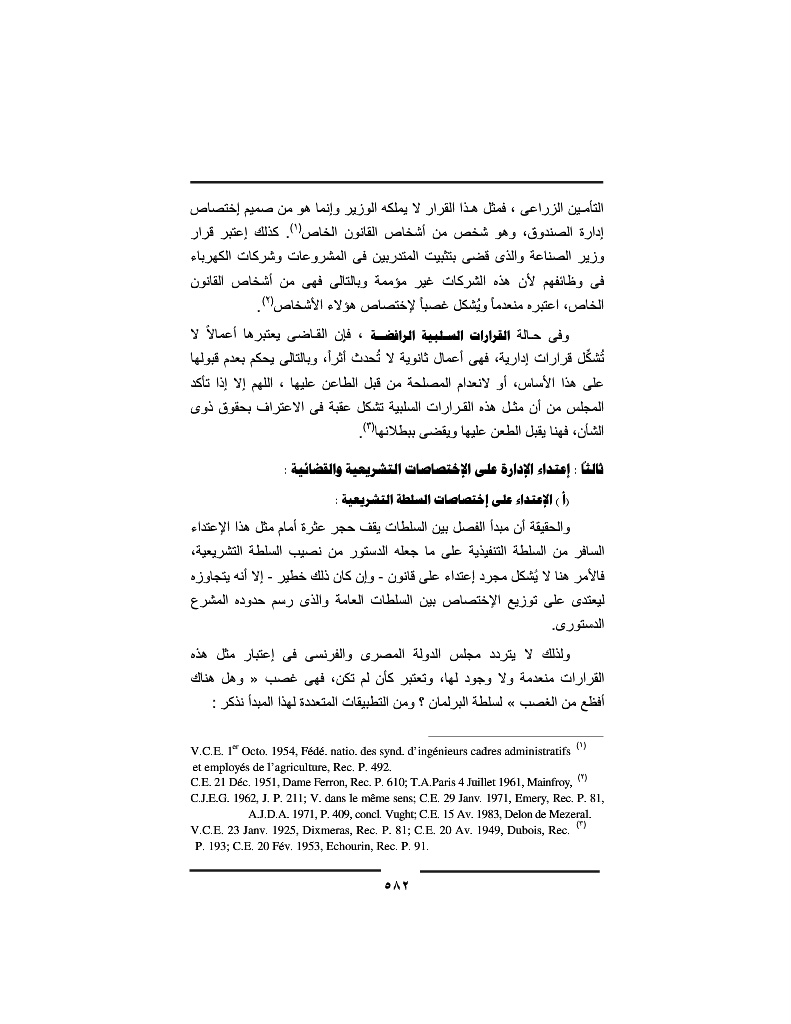 التأمـين الزراعى ، فمثل هـذا القرار لا يملكه الوزير وإنما هو من صميم إختصاص
إدارة الصندوق، وهو شخص من أشخاص القانون الخاص(١). كذلك إعتبر قرار
وزير الصناعة والذى قضى بتثبيت المتدربين فى المشروعات وشركات الكهرباء
فى وظائفهم لأن هذه الشركات غير مؤممة وبالتالى فهى من أشخاص القانون
الخاص، اعتبره منعدماً ويُشكل غصباً لإختصاص هؤلاء الأشخاص(٢).
وفى حـالة القرارات السـلبية الرافضـــة ، فإن القـاضى يعتبرها أعمالاً لا
تُشكِّل قرارات إدارية، فهى أعمال ثانوية لا تُحدث أثراً، وبالتالى يحكم بعدم قبولها
على هذا الأساس، أو لانعدام المصلحة من قبل الطاعن عليها ، اللهم إلا إذا تأكد
المجلس من أن مثـل هذه القـرارات السلبية تشكل عقبة فى الاعتراف بحقوق ذوى
الشأن، فهنا يقبل الطعن عليها ويقضى ببطلانها(٣).
ثالثـًا : إعتداء الإدارة على الإختصاصات التشريعية والقضائية :
(أ) الإعتداء على إختصاصات السلطة التشريعية :
والحقيقة أن مبدأ الفصل بين السلطات يقف حجر عثرة أمام مثل هذا الإعتداء
السافر من السلطة التنفيذية على ما جعله الدستور من نصيب السلطة التشريعية،
فالأمر هنا لا يُشكل مجرد إعتداء على قانون - وإن كان ذلك خطير - إلا أنه يتجاوزه
ليعتدى على توزيع الإختصاص بين السلطات العامة والذى رسم حدوده المشرع
الدستورى.
ولذلك لا يتردد مجلس الدولة المصرى والفرنسى فى إعتبار مثل هذه
القرارات منعدمة ولا وجود لها، وتعتبر كأن لم تكن، فهى غصب « وهل هناك
أفظع من الغصب » لسلطة البرلمان ؟ ومن التطبيقات المتعددة لهذا المبدأ نذكر :
V.C.E. 1er Octo. 1954, Fédé. natio. des synd. d'ingénieurs cadres administratifs (١)
et employés de l'agriculture, Rec. P. 492.
C.E. 21 Déc. 1951, Dame Ferron, Rec. P. 610; T.A.Paris 4 Juillet 1961, Mainfroy, (٢)
C.J.E.G. 1962, J. P. 211; V. dans le même sens; C.E. 29 Janv. 1971, Emery, Rec. P. 81,
A.J.D.A. 1971, P. 409, concl. Vught; C.E. 15 Av. 1983, Delon de Mezeral.
V.C.E. 23 Janv. 1925, Dixmeras, Rec. P. 81; C.E. 20 Av. 1949, Dubois, Rec. (٣)
P. 193; C.E. 20 Fév. 1953, Echourin, Rec. P. 91.
٥٨٢